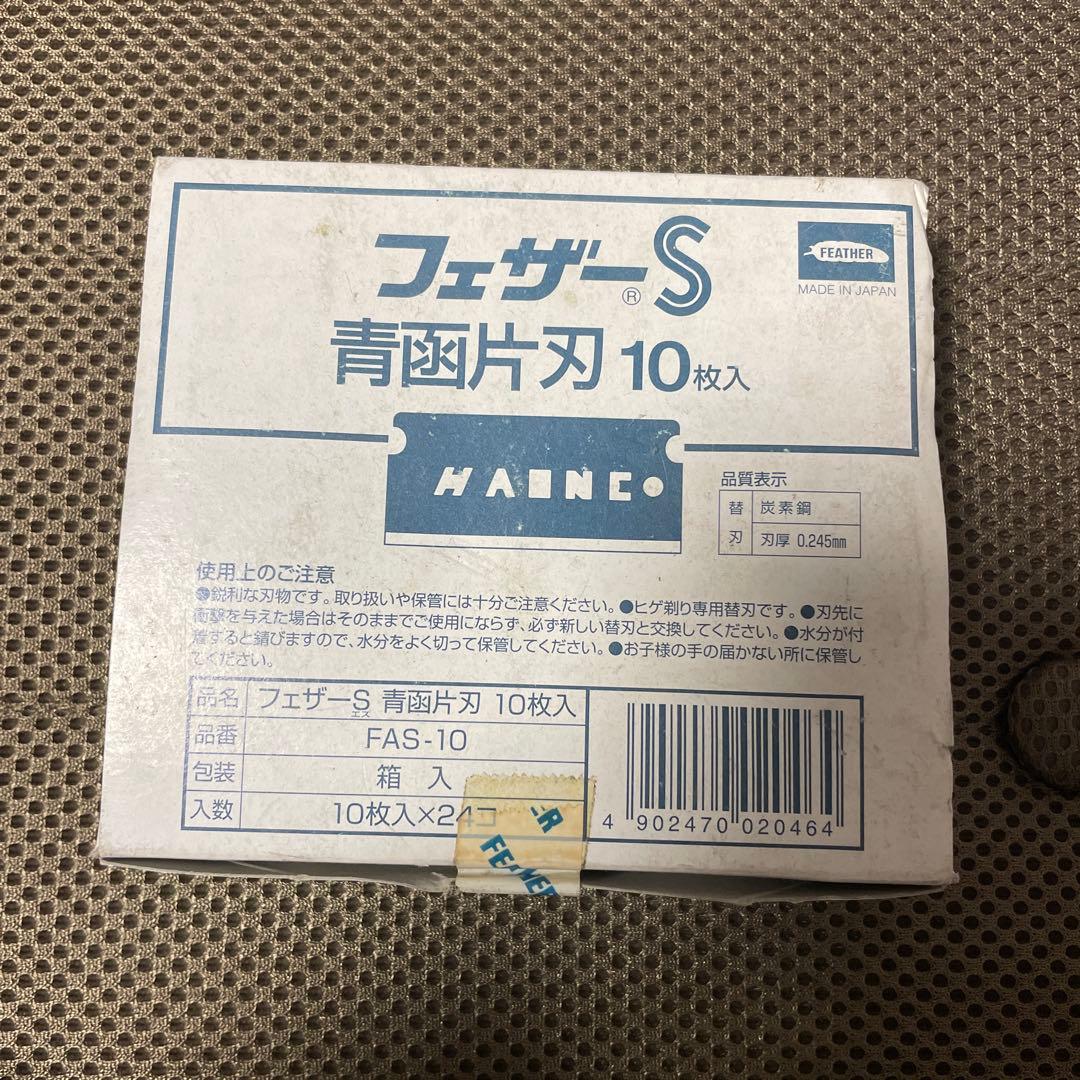 フェザー® S
FEATHER
MADE IN JAPAN
青函片刃 10枚入
品質表示
替刃 炭素鋼
刃厚 0.245mm
使用上のご注意
●鋭利な刃物です。取り扱いや保管には十分ご注意ください。●ヒゲ剃り専用替刃です。●刃先に
衝撃を与えた場合はそのままでご使用にならず、必ず新しい替刃と交換してください。●水分が付
着すると錆びますので、水分をよく切って保管してください。●お子様の手の届かない所に保管し
てください。
品名 フェザーS エス 青函片刃 10枚入
品番 FAS-10
包装 箱入
入数 10枚入×24コ
4 902470 020464
FEATHER